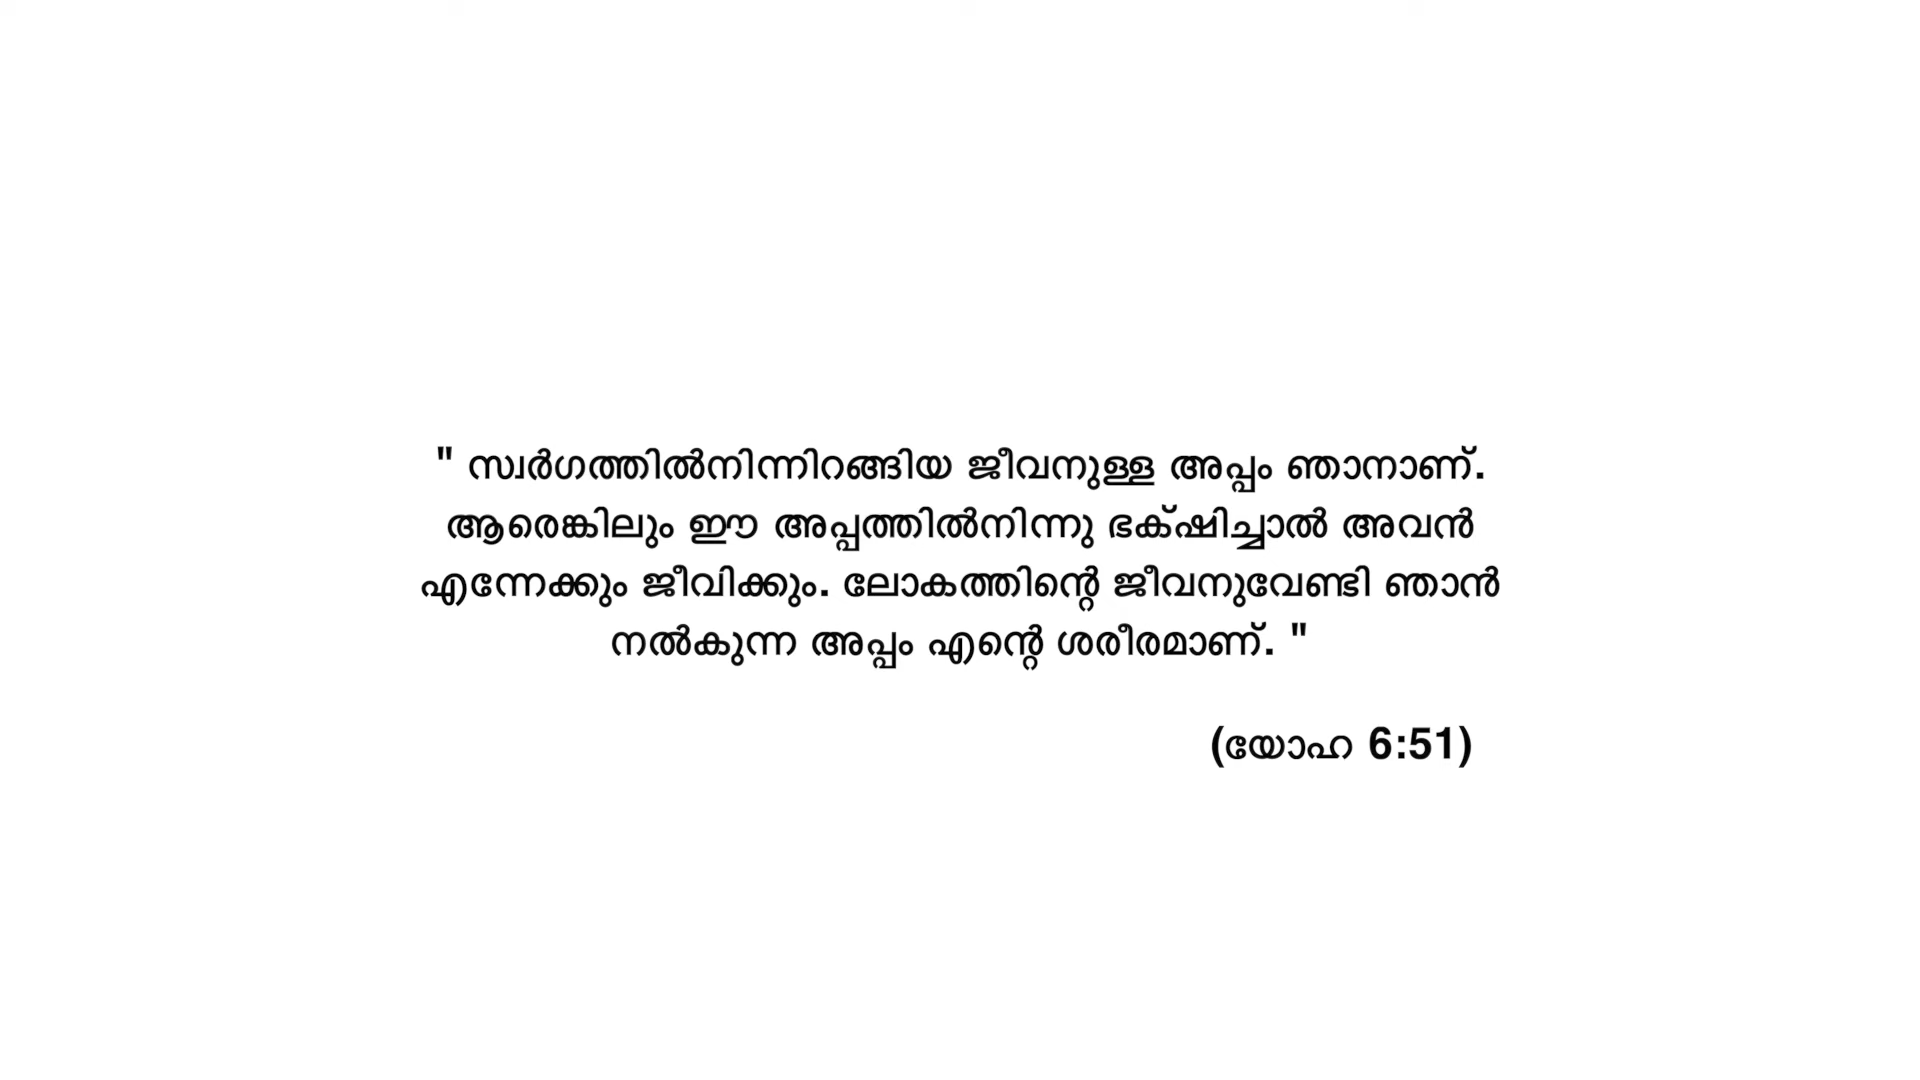 " സ്വർഗത്തിൽനിന്നിറങ്ങിയ ജീവനുള്ള അപ്പം ഞാനാണ്.
ആരെങ്കിലും ഈ അപ്പത്തിൽനിന്നു ഭക്‌ഷിച്ചാൽ അവൻ
എന്നേക്കും ജീവിക്കും. ലോകത്തിന്റെ ജീവനുവേണ്ടി ഞാൻ
നൽകുന്ന അപ്പം എന്റെ ശരീരമാണ്. "
(യോഹ 6:51)